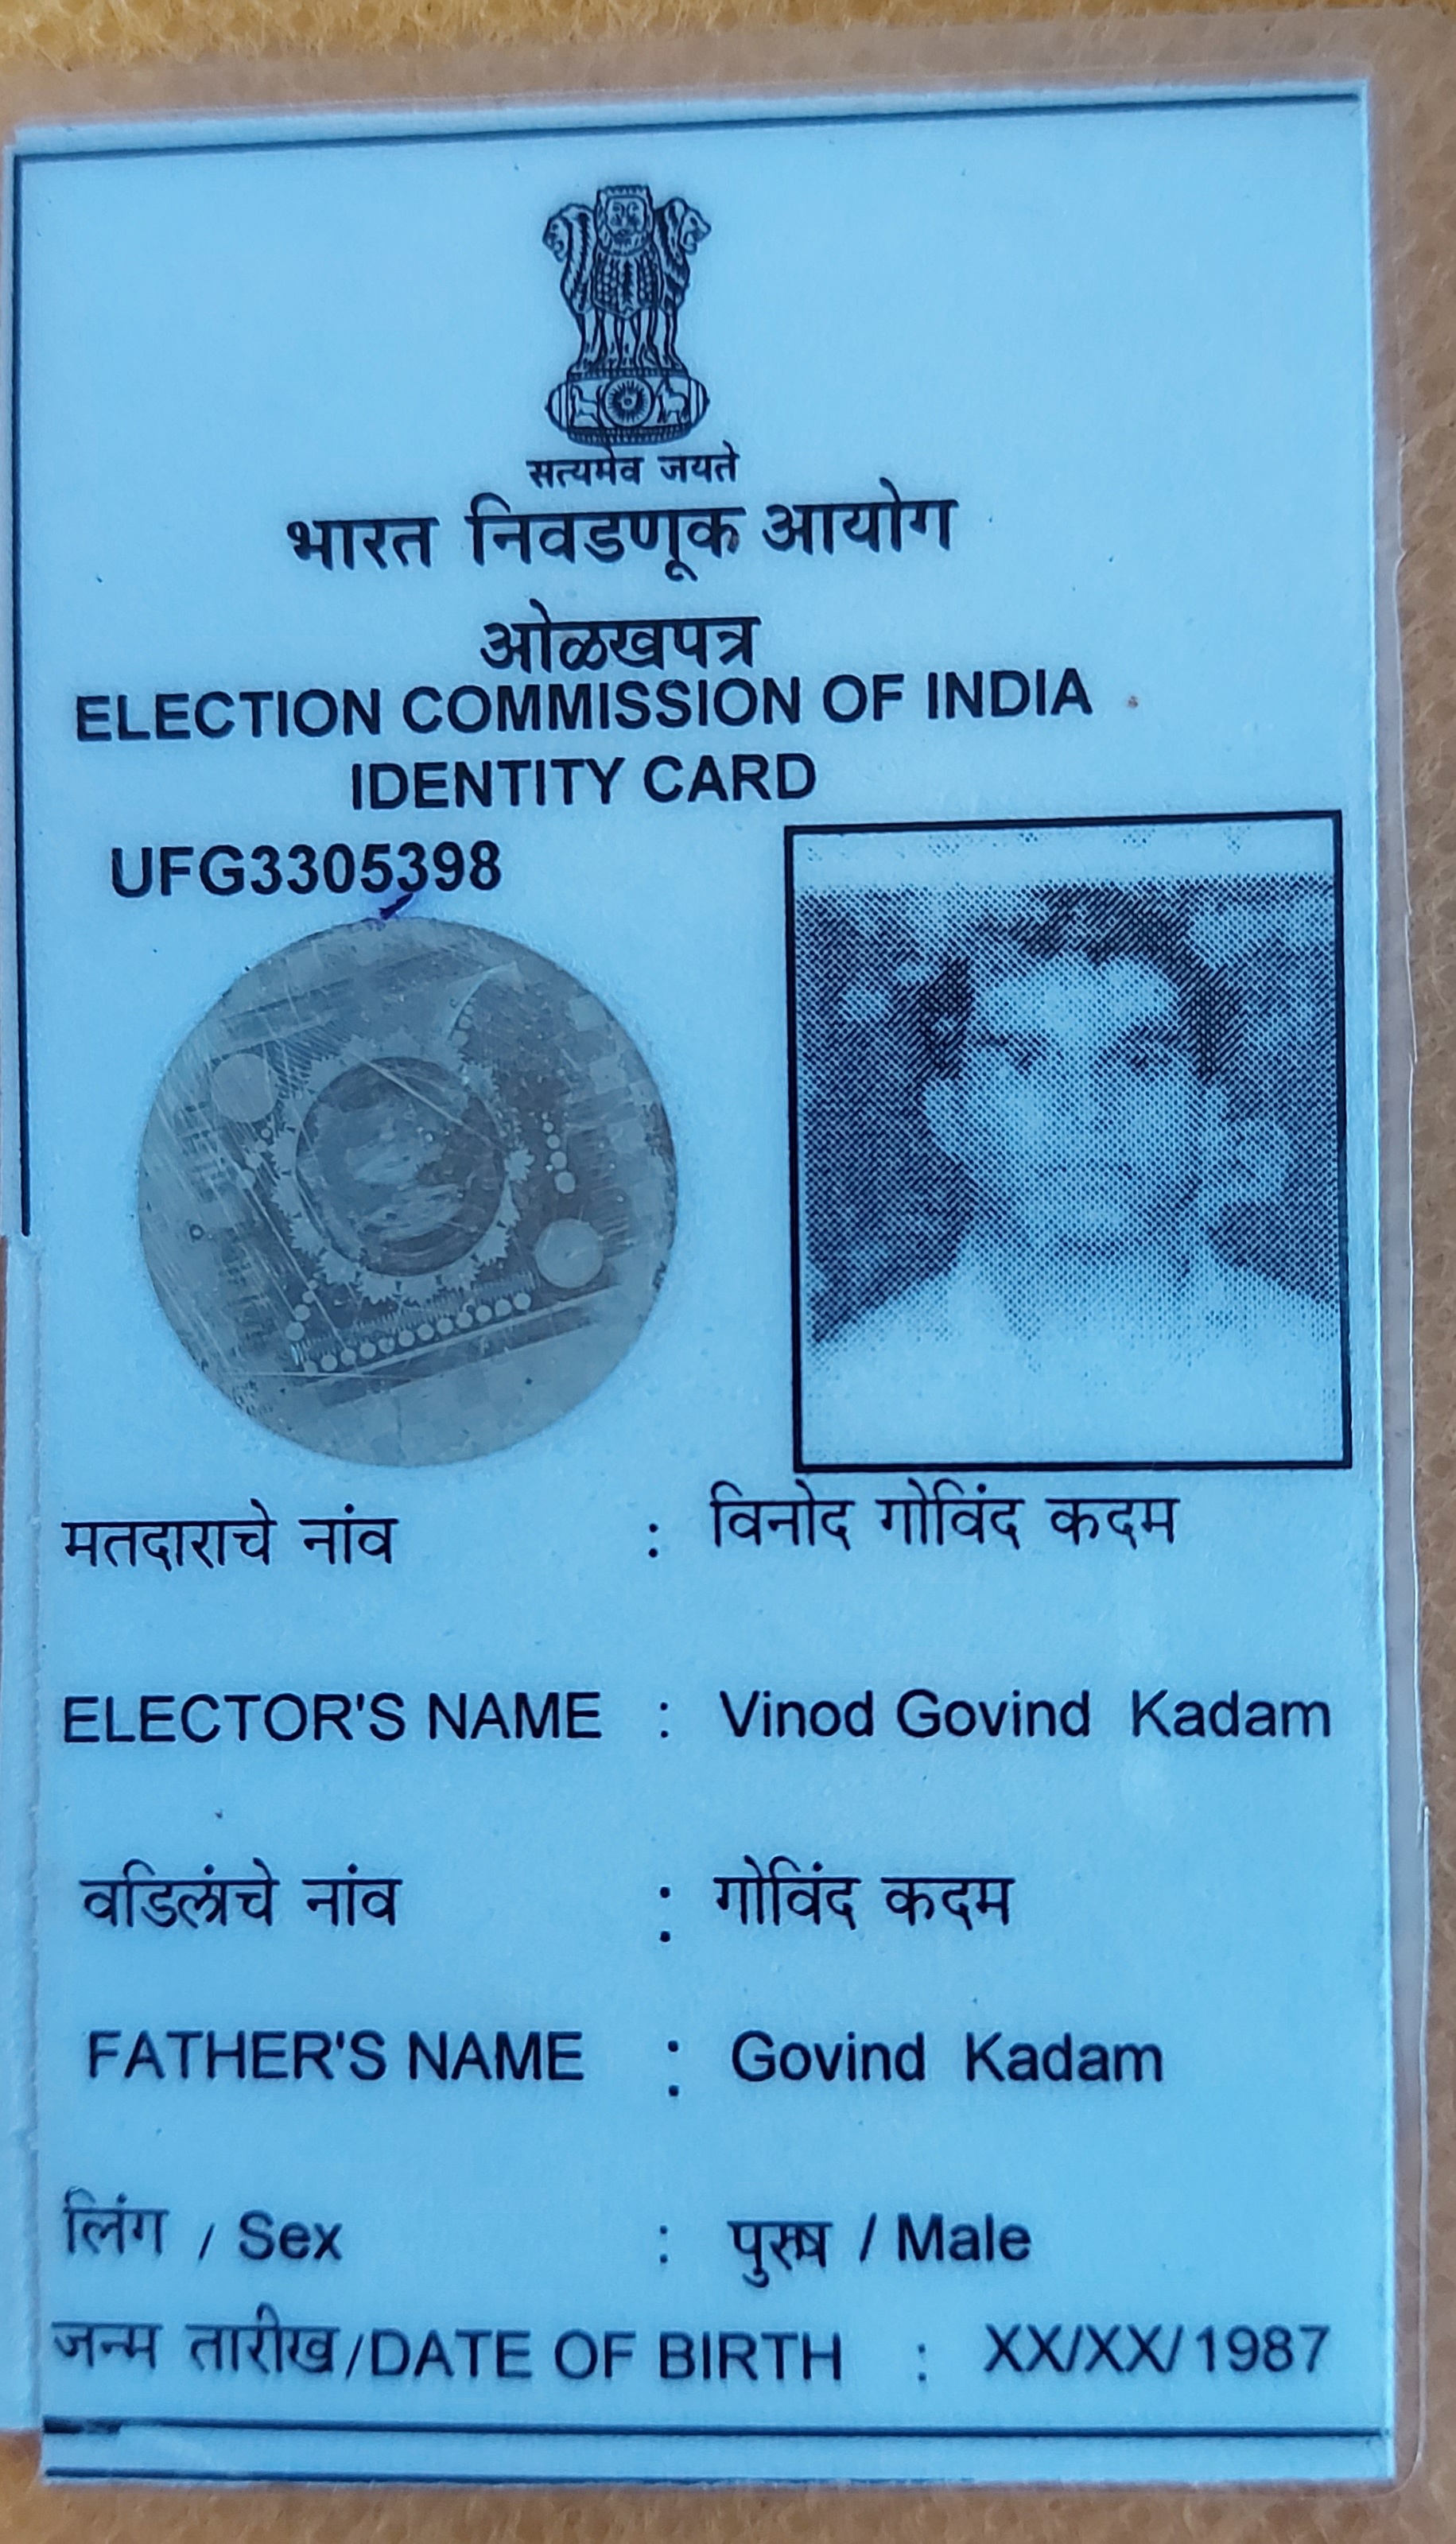 सत्यमेव जयते
भारत निवडणूक आयोग
ओळखपत्र
ELECTION COMMISSION OF INDIA
IDENTITY CARD
UFG3305398
मतदाराचे नांव : विनोद गोविंद कदम
ELECTOR'S NAME : Vinod Govind Kadam
वडिलांचे नांव : गोविंद कदम
FATHER'S NAME : Govind Kadam
लिंग / Sex : पुरुष / Male
जन्म तारीख/DATE OF BIRTH : XX/XX/1987